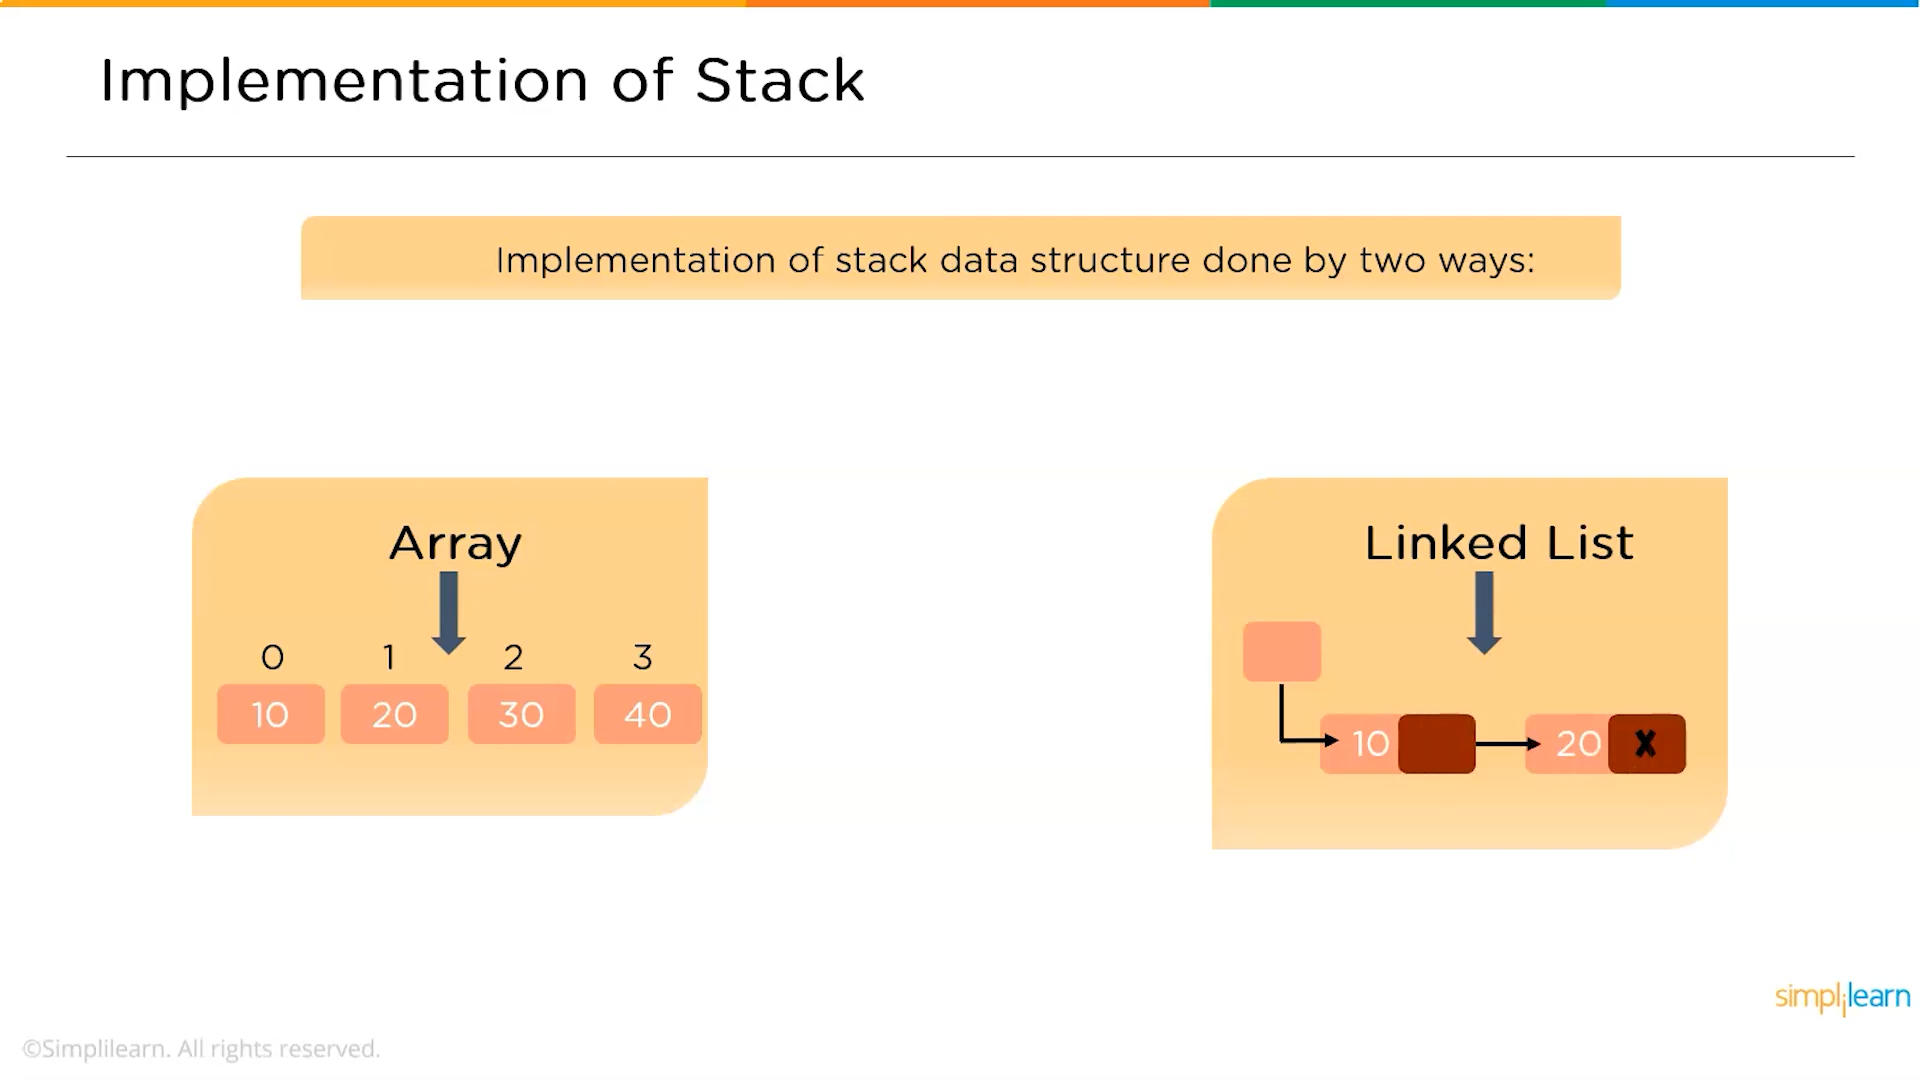 Implementation of Stack
Implementation of stack data structure done by two ways:
Array
0 1 2 3
10 20 30 40
Linked List
10 20 X
simplilearn
©Simplilearn. All rights reserved.